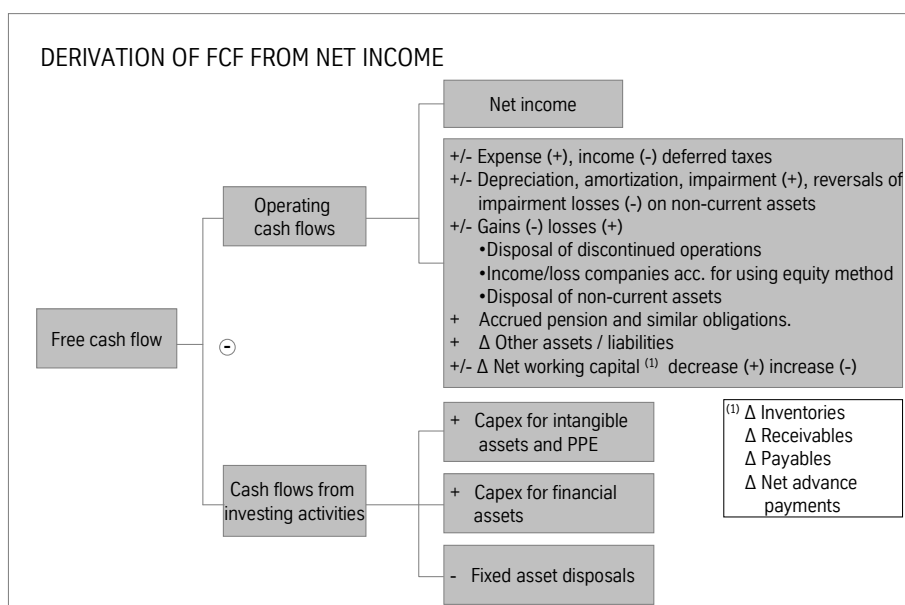 DERIVATION OF FCF FROM NET INCOME
Net income
+/- Expense (+), income (-) deferred taxes
+/- Depreciation, amortization, impairment (+), reversals of
impairment losses (-) on non-current assets
+/- Gains (-) losses (+)
•Disposal of discontinued operations
•Income/loss companies acc. for using equity method
•Disposal of non-current assets
+ Accrued pension and similar obligations.
+ Δ Other assets / liabilities
+/- Δ Net working capital (1) decrease (+) increase (-)
Operating
cash flows
Free cash flow
-
(1) Δ Inventories
Δ Receivables
Δ Payables
Δ Net advance
payments
+ Capex for intangible
assets and PPE
Cash flows from
investing activities
+ Capex for financial
assets
- Fixed asset disposals